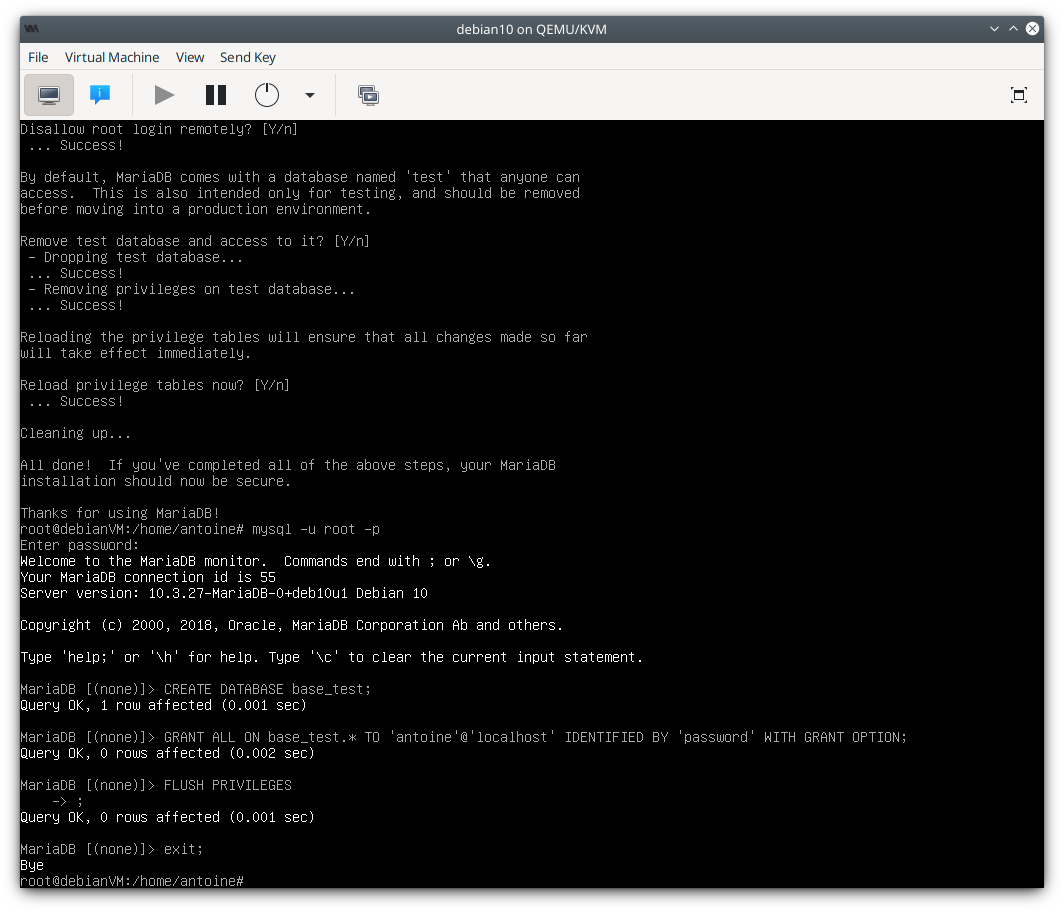 debian10 on QEMU/KVM
File Virtual Machine View Send Key
Disallow root login remotely? [Y/n]
 ... Success!

By default, MariaDB comes with a database named 'test' that anyone can
access.  This is also intended only for testing, and should be removed
before moving into a production environment.

Remove test database and access to it? [Y/n]
 - Dropping test database...
 ... Success!
 - Removing privileges on test database...
 ... Success!

Reloading the privilege tables will ensure that all changes made so far
will take effect immediately.

Reload privilege tables now? [Y/n]
 ... Success!

Cleaning up...

All done!  If you've completed all of the above steps, your MariaDB
installation should now be secure.

Thanks for using MariaDB!
root@debianVM:/home/antoine# mysql -u root -p
Enter password:
Welcome to the MariaDB monitor.  Commands end with ; or \g.
Your MariaDB connection id is 55
Server version: 10.3.27-MariaDB-0+deb10u1 Debian 10

Copyright (c) 2000, 2018, Oracle, MariaDB Corporation Ab and others.

Type 'help;' or '\h' for help. Type '\c' to clear the current input statement.

MariaDB [(none)]> CREATE DATABASE base_test;
Query OK, 1 row affected (0.001 sec)

MariaDB [(none)]> GRANT ALL ON base_test.* TO 'antoine'@'localhost' IDENTIFIED BY 'password' WITH GRANT OPTION;
Query OK, 0 rows affected (0.002 sec)

MariaDB [(none)]> FLUSH PRIVILEGES
    -> ;
Query OK, 0 rows affected (0.001 sec)

MariaDB [(none)]> exit;
Bye
root@debianVM:/home/antoine#